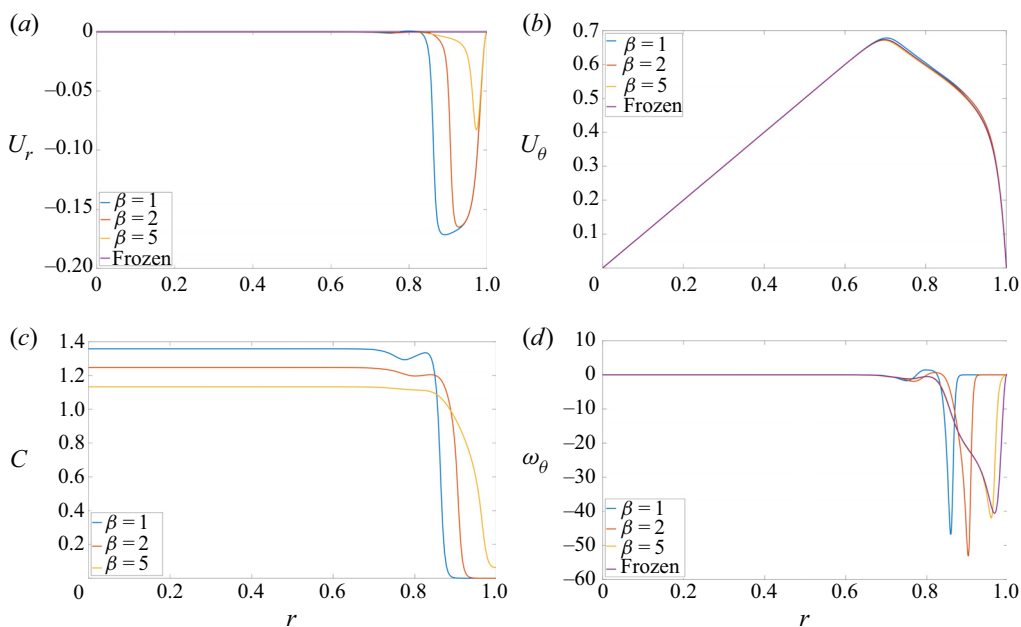 (a)
0
−0.05
−0.10
−0.15
−0.20
U_r
β = 1
β = 2
β = 5
Frozen
0 0.2 0.4 0.6 0.8 1.0
(b)
0.7
0.6
0.5
0.4
0.3
0.2
0.1
U_θ
β = 1
β = 2
β = 5
Frozen
0 0.2 0.4 0.6 0.8 1.0
(c)
1.4
1.2
1.0
0.8
0.6
0.4
0.2
C
β = 1
β = 2
β = 5
0 0.2 0.4 0.6 0.8 1.0
r
(d)
10
0
−10
−20
−30
−40
−50
−60
ω_θ
β = 1
β = 2
β = 5
Frozen
0 0.2 0.4 0.6 0.8 1.0
r